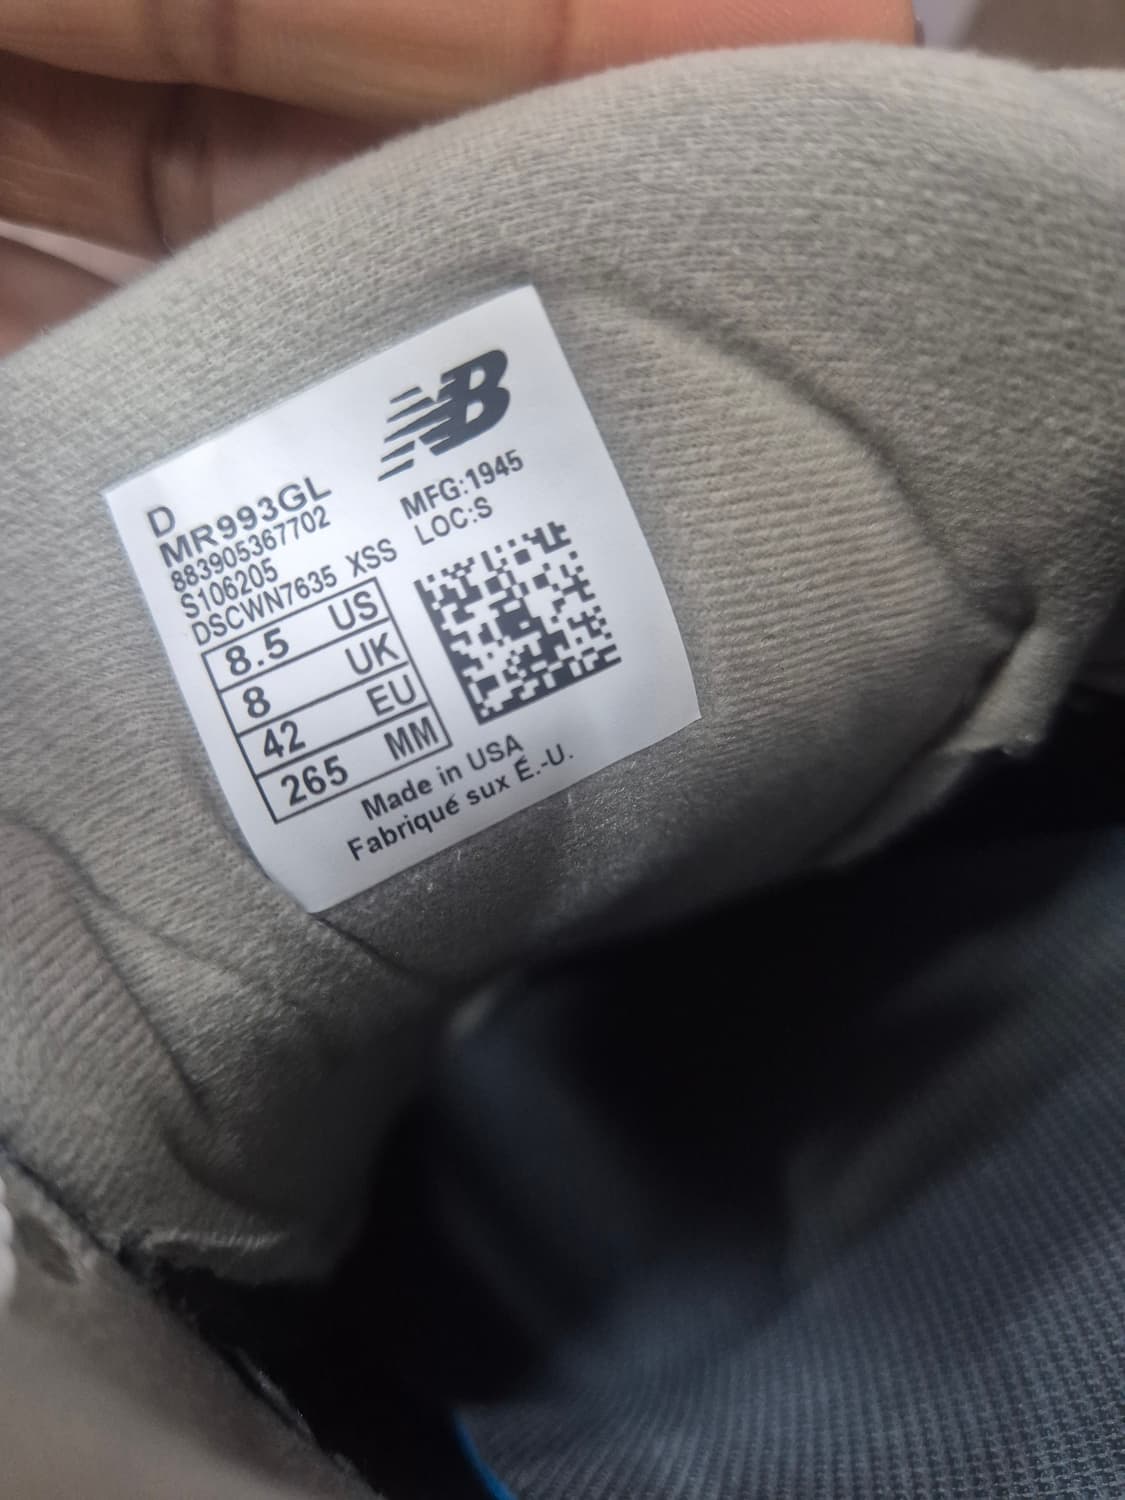 NB
D
MR993GL
883905367702
S106205
DSCWN7635 XSS
MFG:1945
LOC:S
8.5 US
8 UK
42 EU
265 MM
Made in USA
Fabriqué sux É.-U.